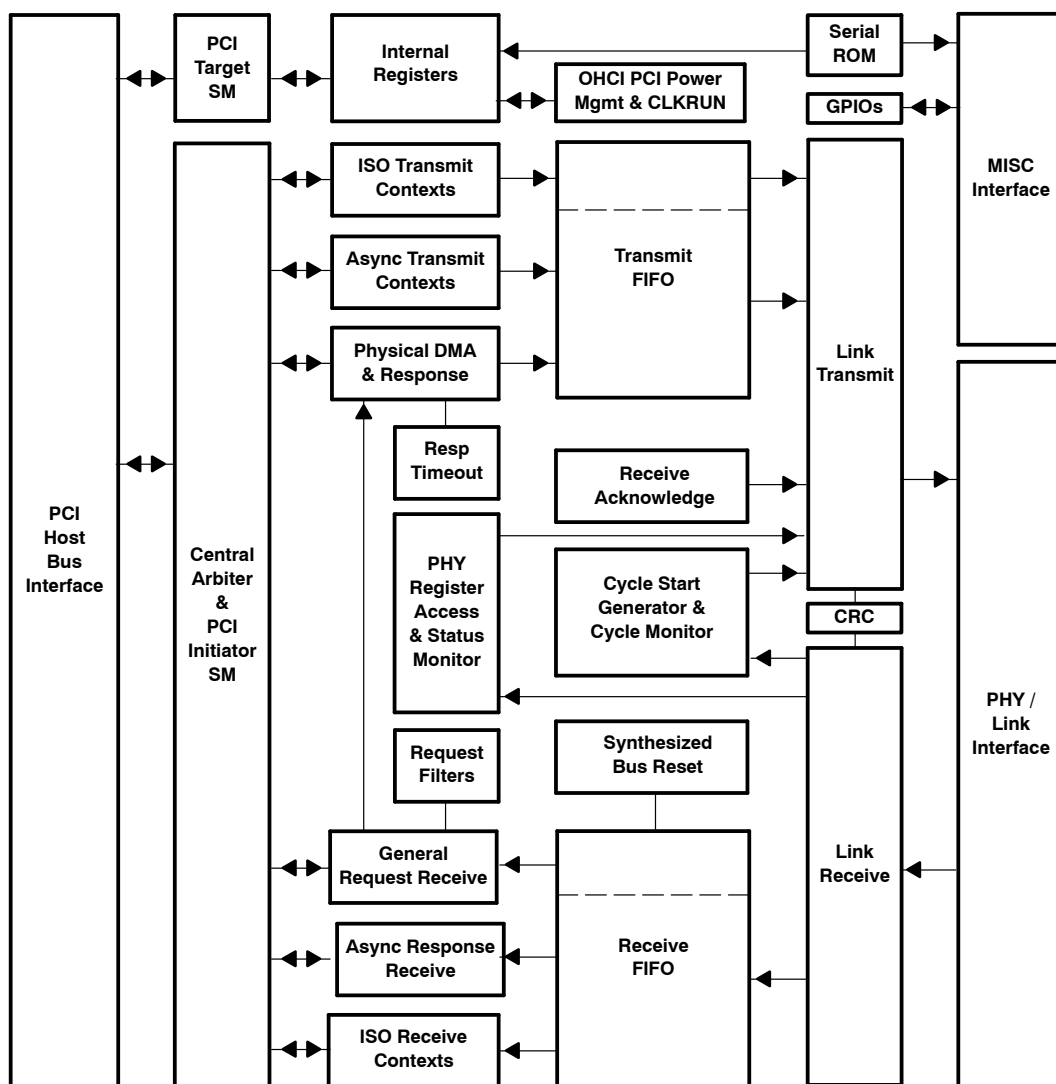 PCI
Host
Bus
Interface
PCI
Target
SM
Central
Arbiter
&
PCI
Initiator
SM
Internal
Registers
OHCI PCI Power
Mgmt & CLKRUN
Serial
ROM
GPIOs
MISC
Interface
ISO Transmit
Contexts
Async Transmit
Contexts
Physical DMA
& Response
Transmit
FIFO
Link
Transmit
Resp
Timeout
Receive
Acknowledge
PHY
Register
Access
& Status
Monitor
Cycle Start
Generator &
Cycle Monitor
CRC
PHY /
Link
Interface
Request
Filters
Synthesized
Bus Reset
General
Request Receive
Async Response
Receive
ISO Receive
Contexts
Receive
FIFO
Link
Receive